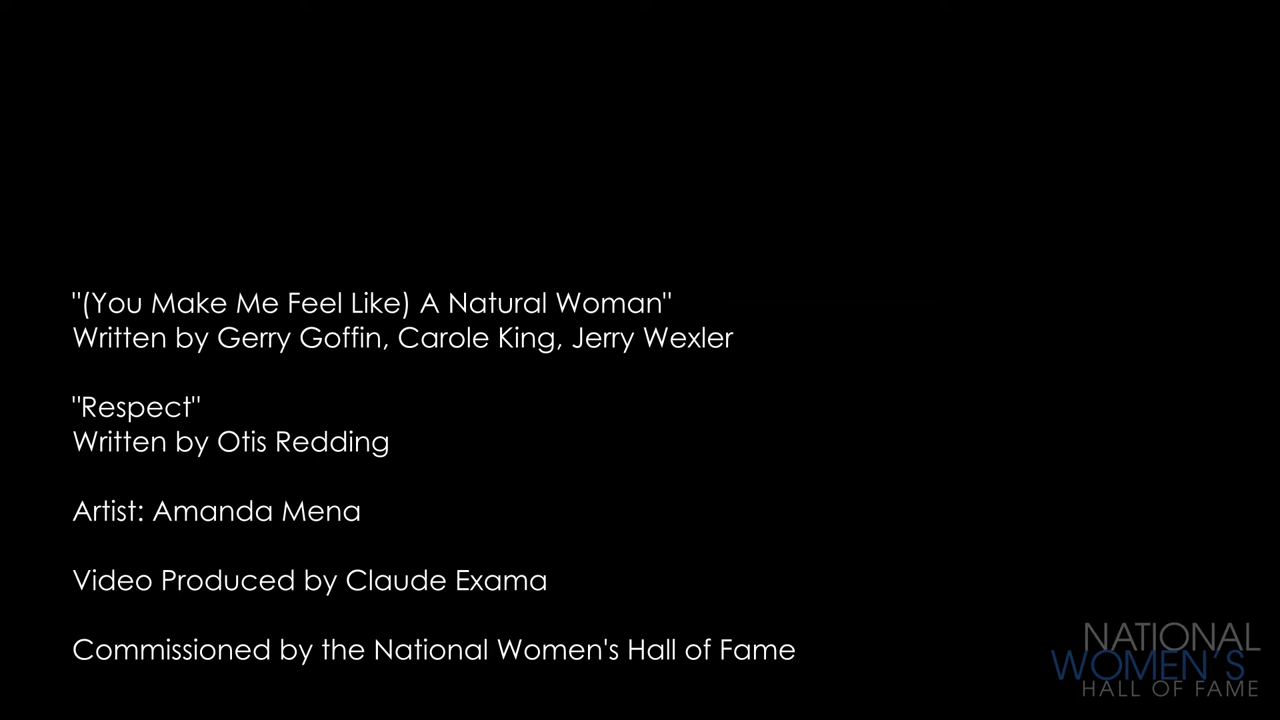 "(You Make Me Feel Like) A Natural Woman"
Written by Gerry Goffin, Carole King, Jerry Wexler
"Respect"
Written by Otis Redding
Artist: Amanda Mena
Video Produced by Claude Exama
Commissioned by the National Women's Hall of Fame
NATIONAL
WOMEN'S
HALL OF FAME